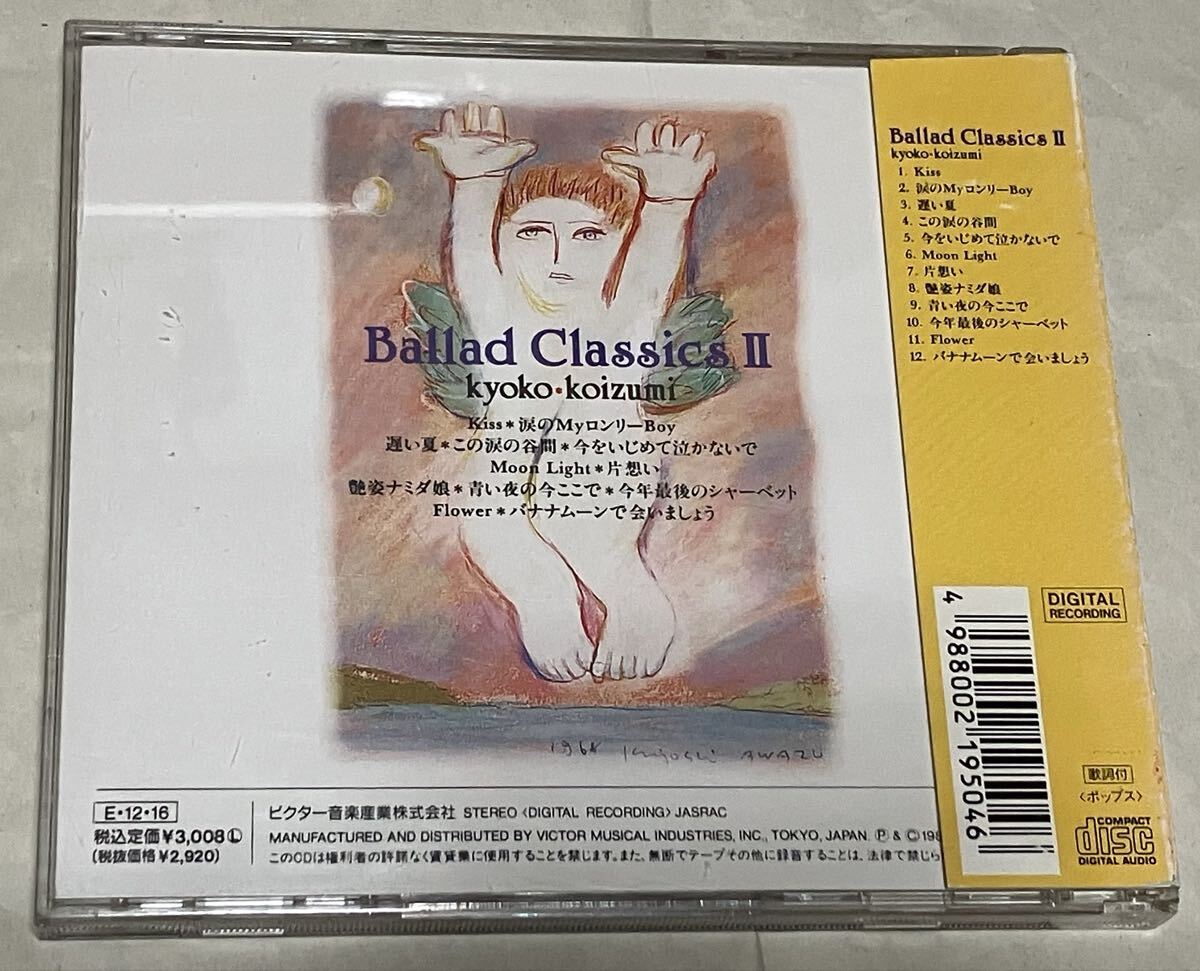 Ballad Classics II
kyoko・koizumi
Kiss＊涙のMyロンリーBoy
遅い夏＊この涙の谷間＊今をいじめて泣かないで
Moon Light＊片想い
艶姿ナミダ娘＊青い夜の今ここで＊今年最後のシャーベット
Flower＊バナナムーンで会いましょう
1968 Kiyoshi AWAZU
E・12・16
税込定価¥3,008Ⓛ
(税抜価格¥2,920)
ビクター音楽産業株式会社 STEREO〈DIGITAL RECORDING〉JASRAC
MANUFACTURED AND DISTRIBUTED BY VICTOR MUSICAL INDUSTRIES, INC., TOKYO, JAPAN Ⓟ & ©
このCDは権利者の許諾なく賃貸業に使用することを禁じます。また、無断でテープその他に録音することは、法律で禁じら
Ballad Classics II
kyoko・koizumi
1. Kiss
2. 涙のMyロンリーBoy
3. 遅い夏
4. この涙の谷間
5. 今をいじめて泣かないで
6. Moon Light
7. 片想い
8. 艶姿ナミダ娘
9. 青い夜の今ここで
10. 今年最後のシャーベット
11. Flower
12. バナナムーンで会いましょう
4 988002 195046
DIGITAL
RECORDING
歌詞付
〈ポップス〉
COMPACT
disc
DIGITAL AUDIO